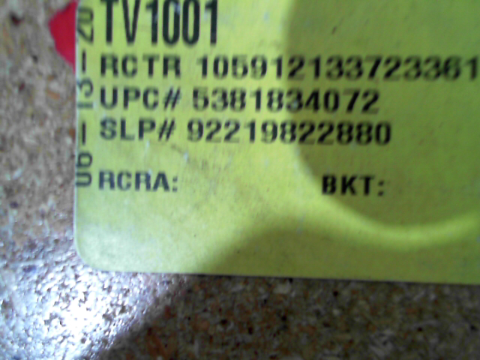 TV1001
RCTR 105912133723361
UPC# 5381834072
SLP# 92219822880
RCRA: BKT:
06-13-20